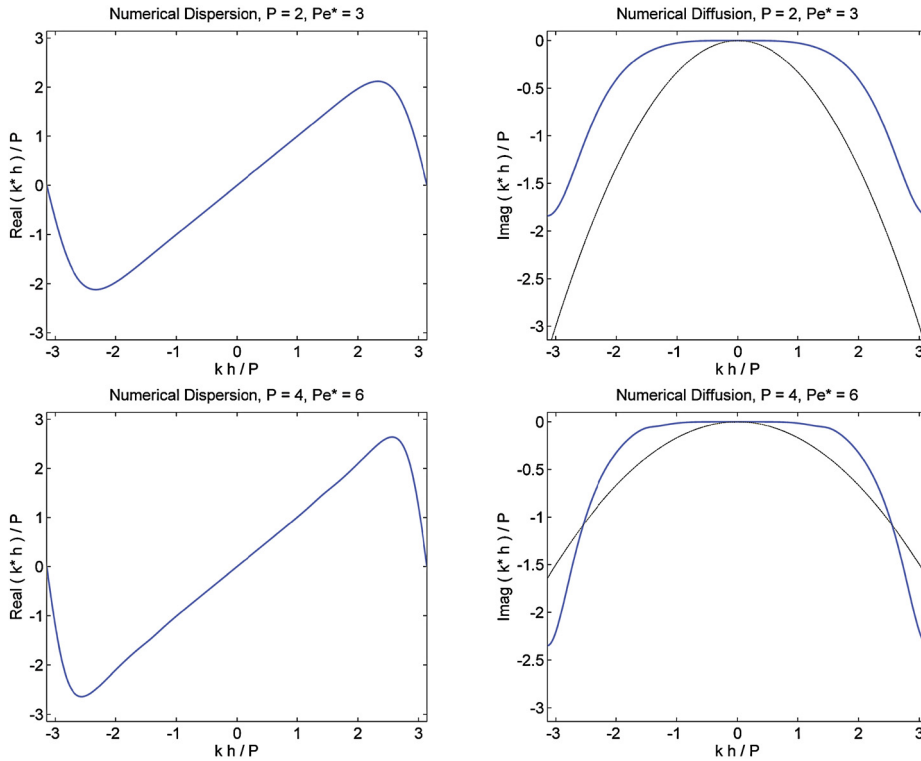 Numerical Dispersion, P = 2, Pe* = 3
3
2
1
0
-1
-2
-3
Real ( k* h ) / P
-3 -2 -1 0 1 2 3
k h / P
Numerical Diffusion, P = 2, Pe* = 3
0
-0.5
-1
-1.5
-2
-2.5
-3
Imag ( k* h ) / P
-3 -2 -1 0 1 2 3
k h / P
Numerical Dispersion, P = 4, Pe* = 6
3
2
1
0
-1
-2
-3
Real ( k* h ) / P
-3 -2 -1 0 1 2 3
k h / P
Numerical Diffusion, P = 4, Pe* = 6
0
-0.5
-1
-1.5
-2
-2.5
-3
Imag ( k* h ) / P
-3 -2 -1 0 1 2 3
k h / P